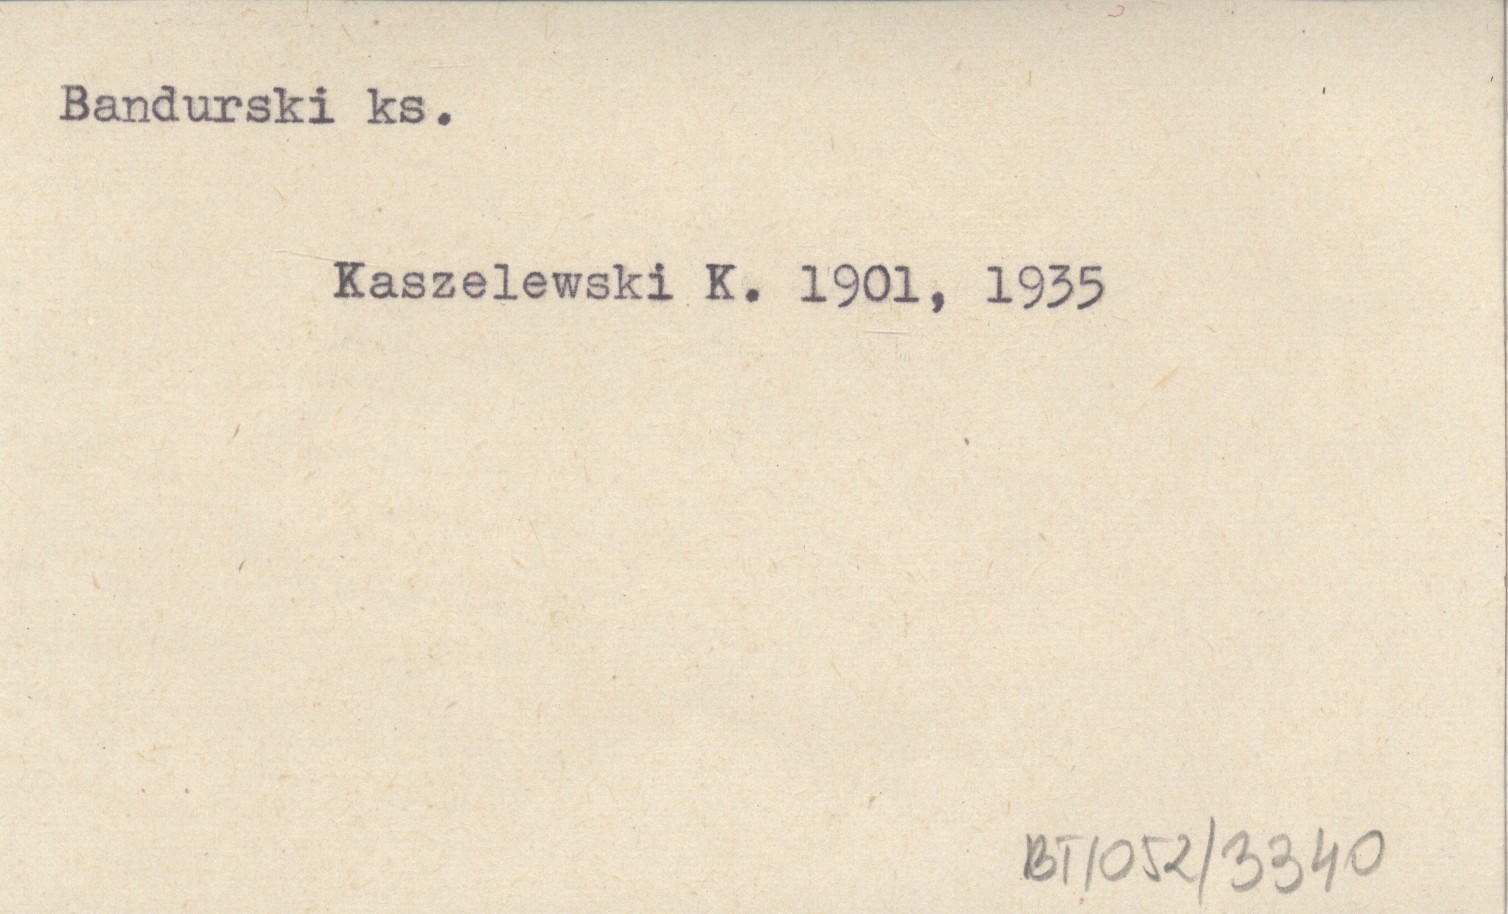 Bandurski ks.
Kaszelewski K. 1901, 1935
BT/052/3340